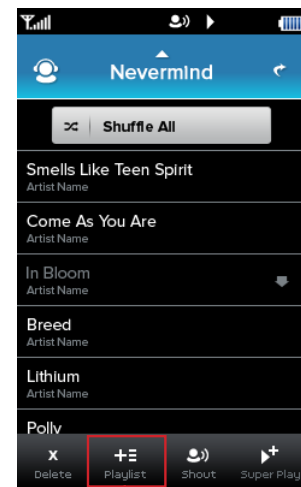 Nevermind
Shuffle All
Smells Like Teen Spirit
Artist Name
Come As You Are
Artist Name
In Bloom
Artist Name
Breed
Artist Name
Lithium
Artist Name
Polly
x
Delete
Playlist
Shout
Super Play